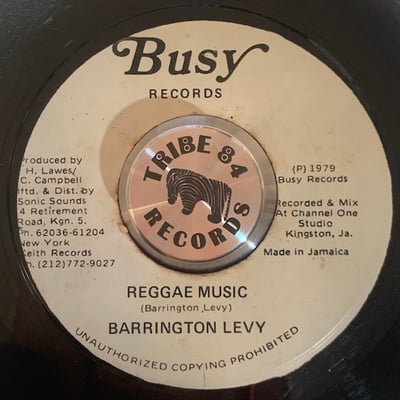 Busy
RECORDS
TRIBE 84
RECORDS
Produced by
H. Lawes/
C. Campbell
ftd. & Dist. by
Sonic Sounds
4 Retirement
Road, Kgn. 5.
Ph. 62036-61204
New York
Keith Records
Ph. (212)772-9027
(P) 1979
Busy Records
Recorded & Mix
At Channel One
Studio
Kingston, Ja.
Made in Jamaica
REGGAE MUSIC
(Barrington Levy)
BARRINGTON LEVY
UNAUTHORIZED COPYING PROHIBITED